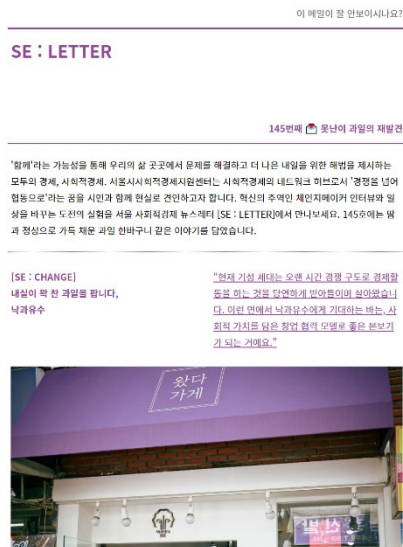 이 메일이 잘 안보이시나요?
SE : LETTER
145번째 못난이 과일의 재발견
'함께'라는 가능성을 통해 우리의 삶 곳곳에서 문제를 해결하고 더 나은 내일을 위한 해법을 제시하는
모두의 경제, 사회적경제. 서울시사회적경제지원센터는 사회적경제의 네트워크 허브로서 '경쟁을 넘어
협동으로'라는 꿈을 시민과 함께 현실로 견인하고자 합니다. 혁신의 주역인 체인지메이커 인터뷰와 일
상을 바꾸는 도전의 실험을 서울 사회적경제 뉴스레터 [SE : LETTER]에서 만나보세요. 145호에는 땀
과 정성으로 가득 채운 과일 한바구니 같은 이야기를 담았습니다.
[SE : CHANGE]
내실이 꽉 찬 과일을 팝니다,
낙과유수
"현재 기성 세대는 오랜 시간 경쟁 구도로 경제활
동을 하는 것을 당연하게 받아들이며 살아왔습니
다. 이런 면에서 낙과유수에게 기대하는 바는, 사
회적 가치를 담은 창업 협력 모델로 좋은 본보기
가 되는 거예요."
왔다
가게